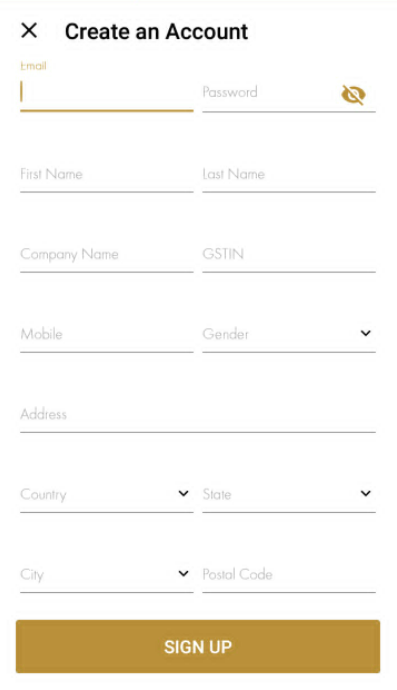 Create an Account
Email
Password
First Name Last Name
Company Name GSTIN
Mobile Gender
Address
Country State
City Postal Code
SIGN UP